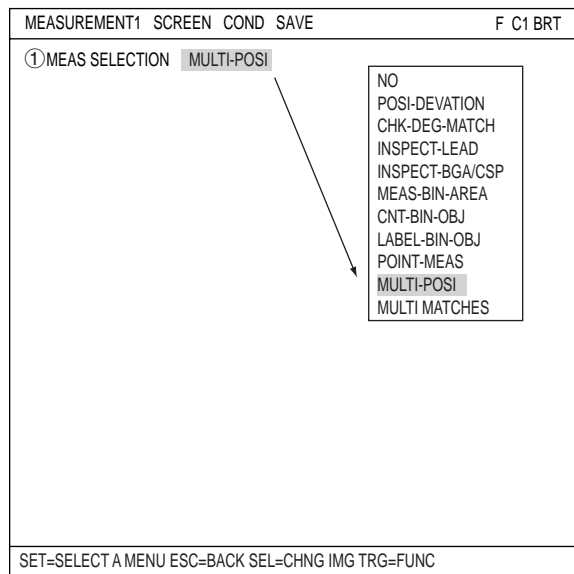 MEASUREMENT1 SCREEN COND SAVE F C1 BRT
①MEAS SELECTION MULTI-POSI
NO
POSI-DEVATION
CHK-DEG-MATCH
INSPECT-LEAD
INSPECT-BGA/CSP
MEAS-BIN-AREA
CNT-BIN-OBJ
LABEL-BIN-OBJ
POINT-MEAS
MULTI-POSI
MULTI MATCHES
SET=SELECT A MENU ESC=BACK SEL=CHNG IMG TRG=FUNC